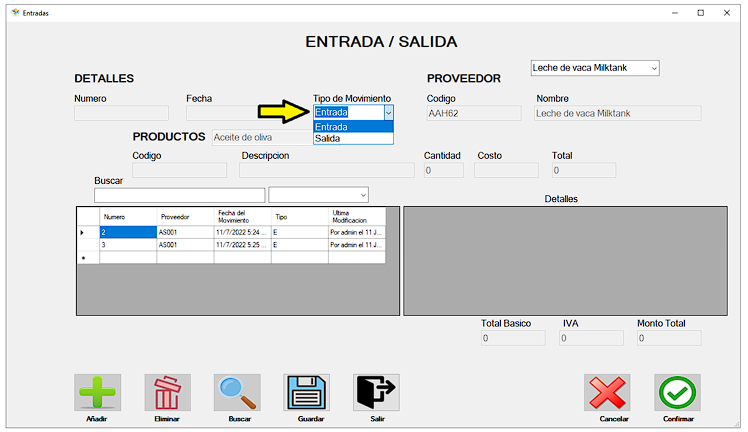 Entradas
ENTRADA / SALIDA
Leche de vaca Milktank
DETALLES
PROVEEDOR
Numero
Fecha
Tipo de Movimiento
Codigo
Nombre
Entrada
AAH62
Leche de vaca Milktank
Entrada
Salida
PRODUCTOS
Aceite de oliva
Codigo
Descripcion
Cantidad
Costo
Total
0
0
Buscar
Detalles
Numero
Proveedor
Fecha del
Movimiento
Tipo
Ultima
Modificacion
2
AS001
11/7/2022 5:24 ...
E
Por admin el 11 J...
3
AS001
11/7/2022 5:25 ...
E
Por admin el 11 J...
Total Basico
IVA
Monto Total
0
0
0
Añadir
Eliminar
Buscar
Guardar
Salir
Cancelar
Confirmar